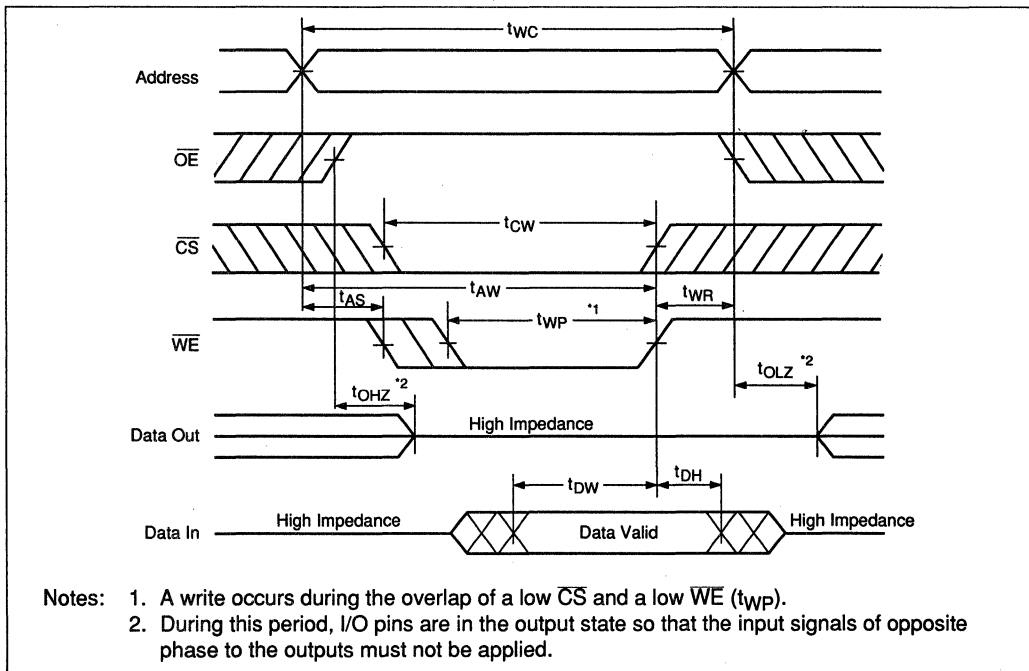 tWC
Address
OE
CS
tCW
tAW
tAS
tWR
tWP *1
WE
tOHZ *2
tOLZ *2
High Impedance
Data Out
tDW
tDH
High Impedance
Data In
Data Valid
High Impedance
Notes: 1. A write occurs during the overlap of a low CS and a low WE (tWP).
2. During this period, I/O pins are in the output state so that the input signals of opposite
phase to the outputs must not be applied.